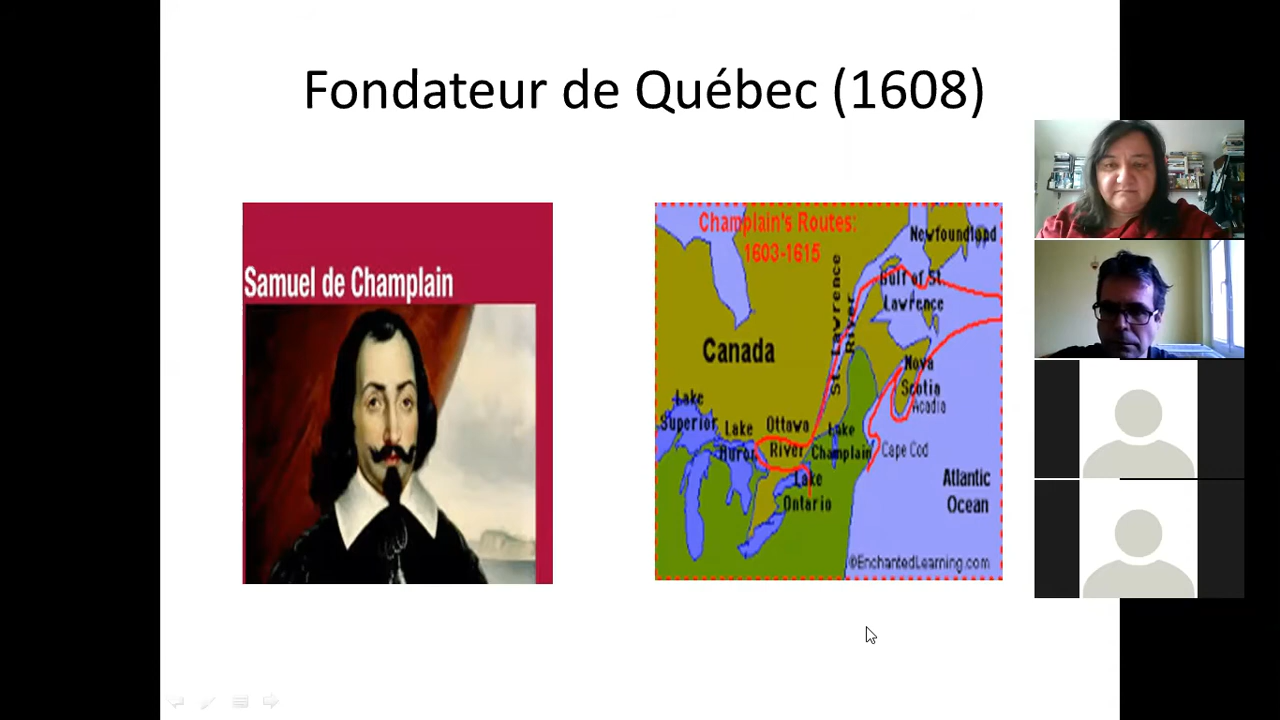 Fondateur de Québec (1608)
Samuel de Champlain
Champlain's Routes:
1603-1615
Newfoundland
Gulf of St.
Lawrence
St. Lawrence
River
Canada
Nova
Scotia
Acadia
Lake
Superior
Lake
Huron
Ottawa
River
Lake
Champlain
Cape Cod
Lake
Ontario
Atlantic
Ocean
©EnchantedLearning.com